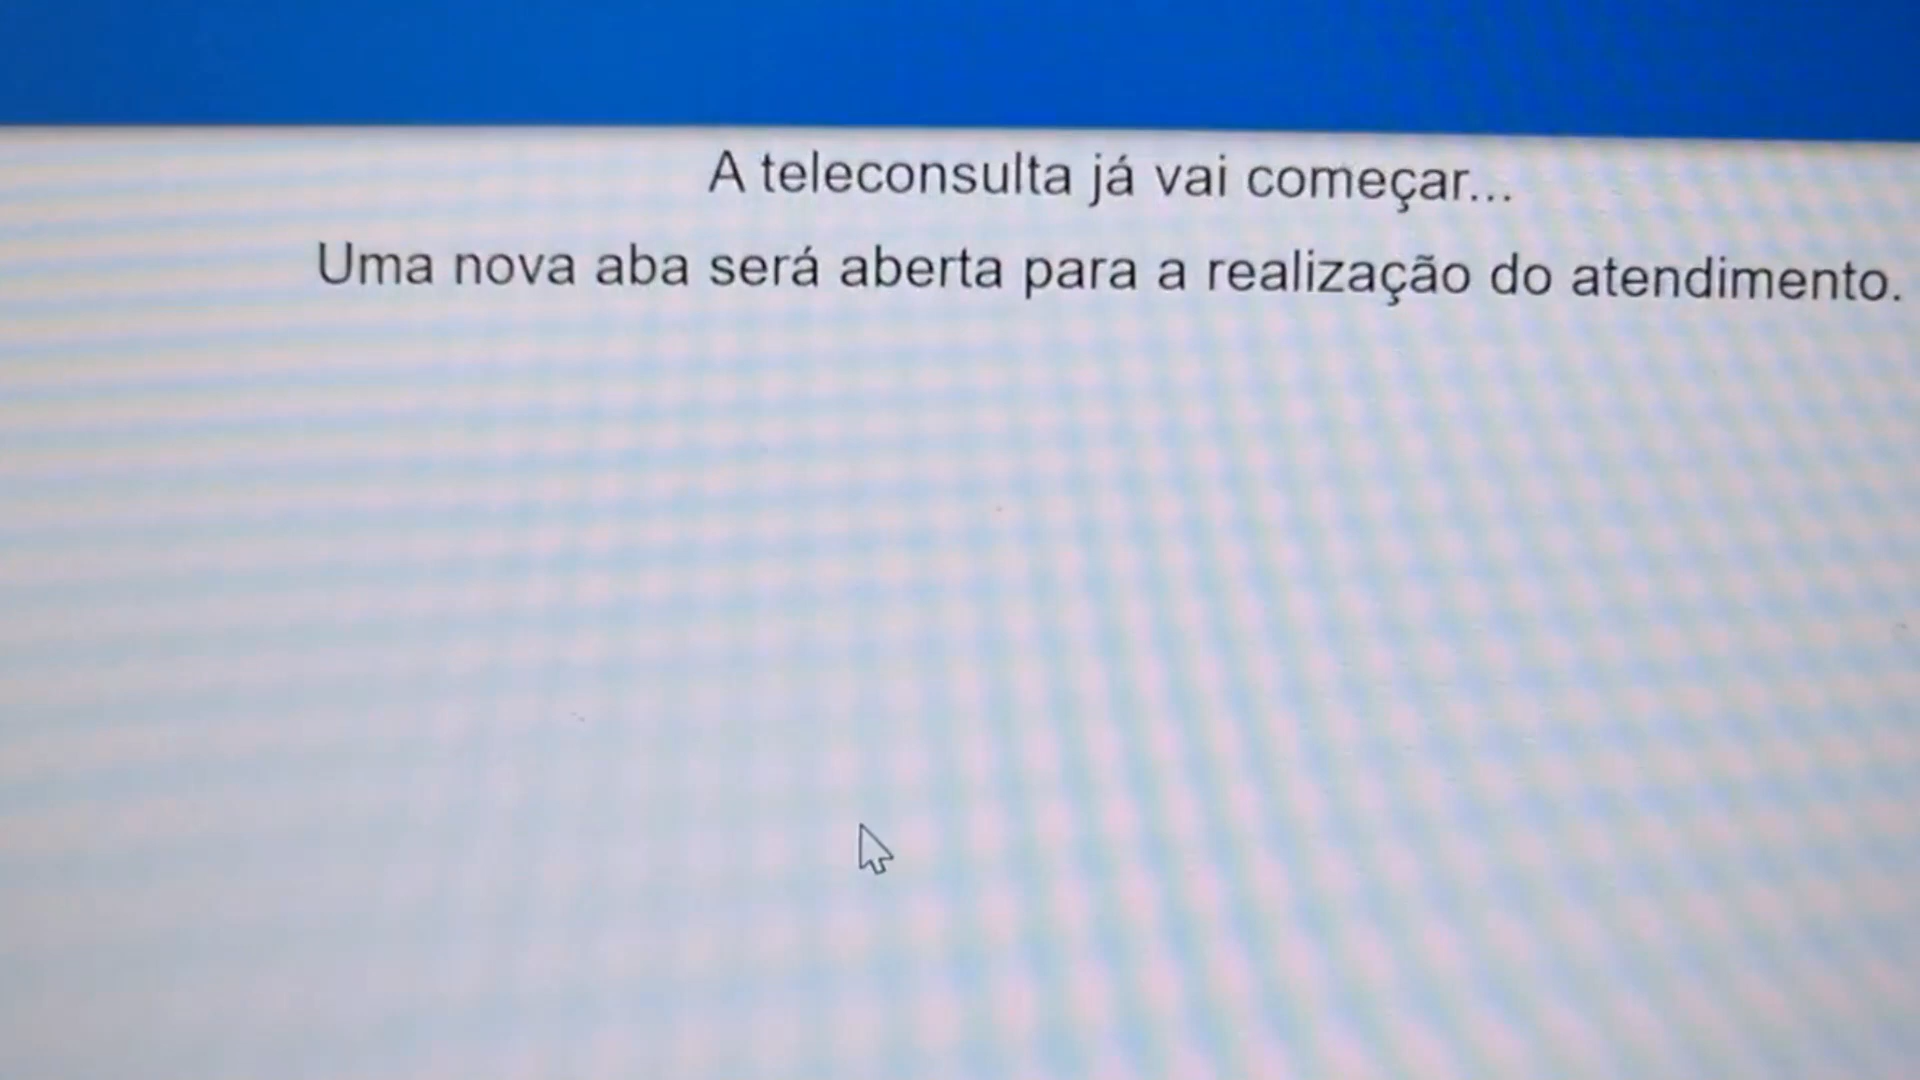 A teleconsulta já vai começar...
Uma nova aba será aberta para a realização do atendimento.